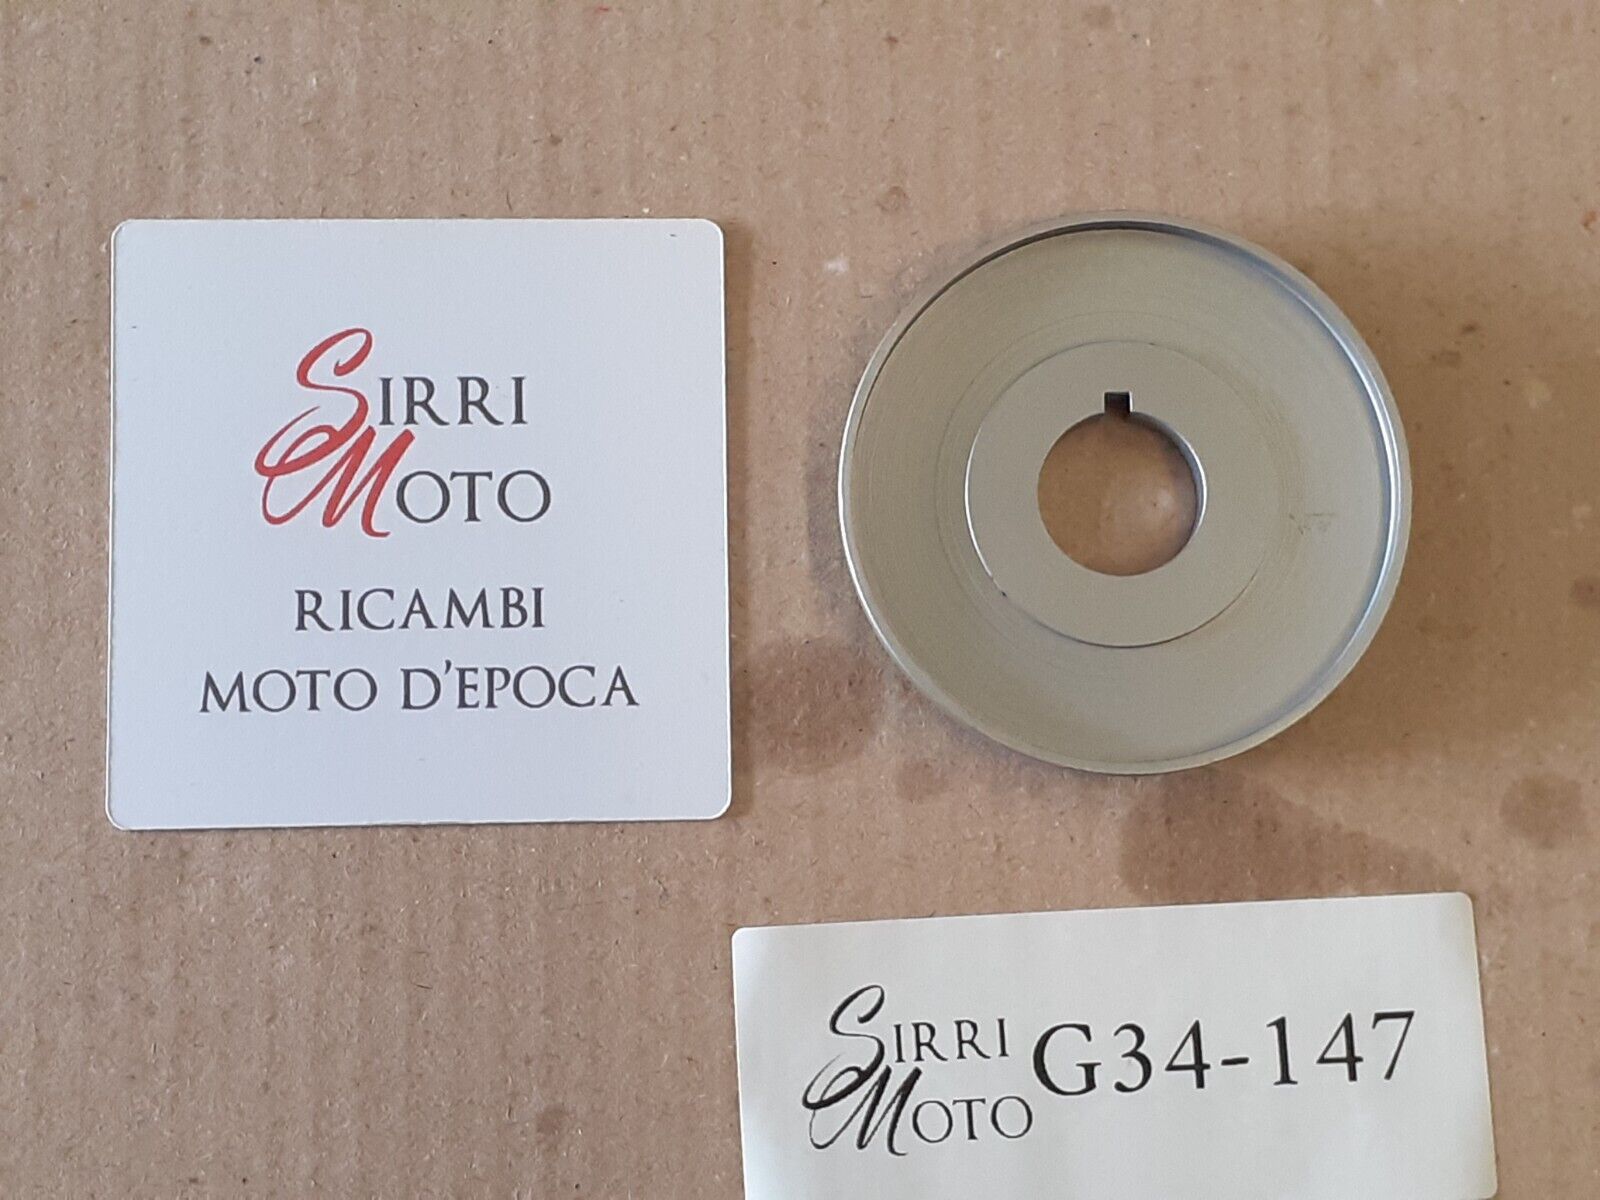 SIRRI
MOTO
RICAMBI
MOTO D'EPOCA
SIRRI
MOTO
G34-147